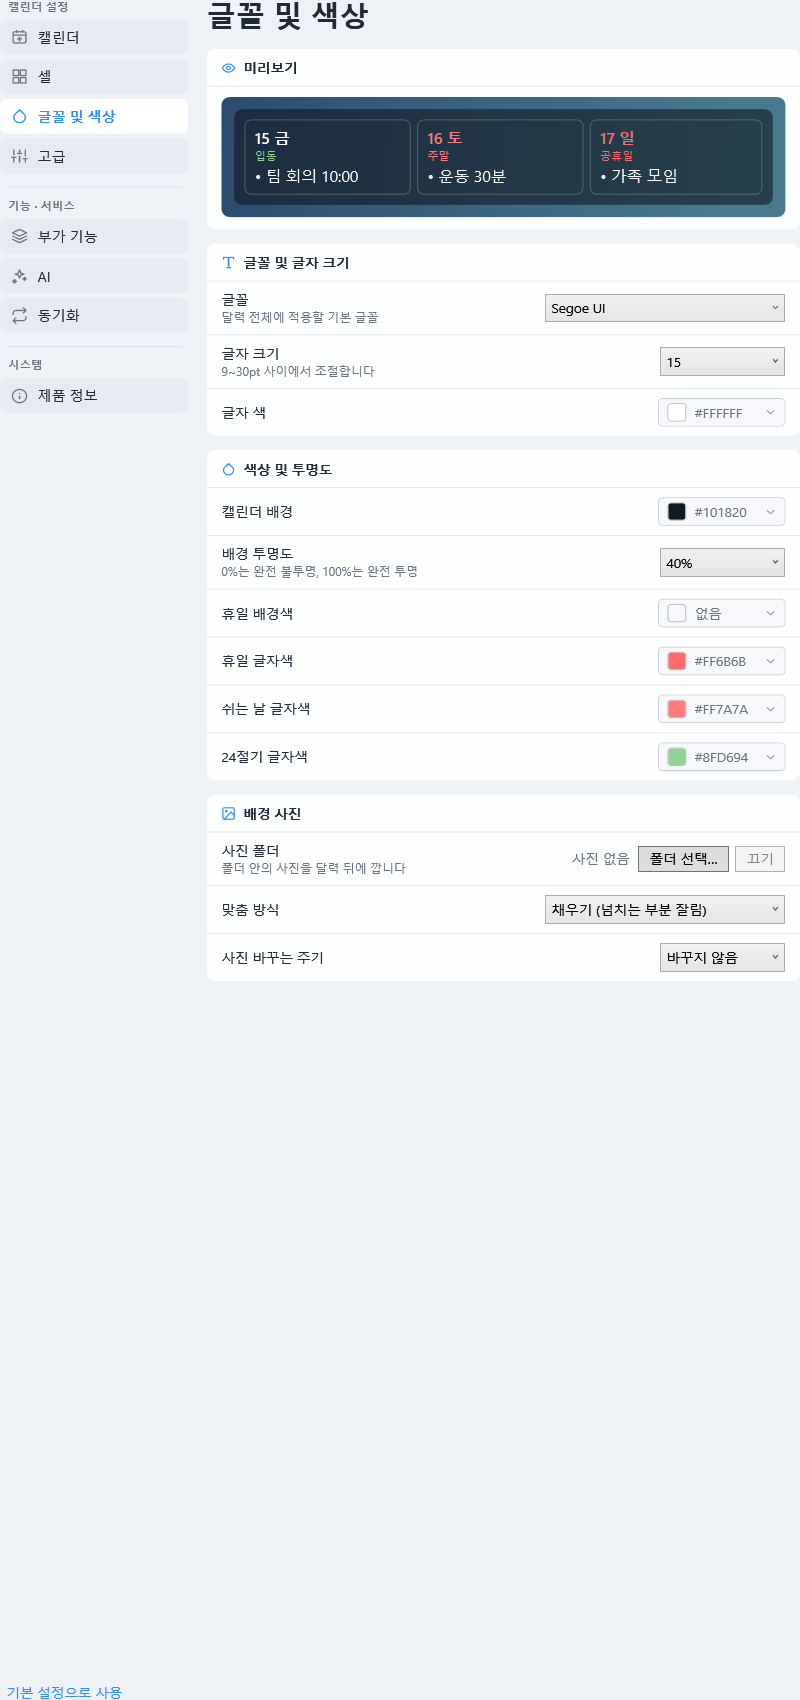 캘린더 설정
캘린더
셀
글꼴 및 색상
고급
기능 · 서비스
부가 기능
AI
동기화
시스템
제품 정보
기본 설정으로 사용
글꼴 및 색상
미리보기
15 금
입동
• 팀 회의 10:00
16 토
주말
• 운동 30분
17 일
공휴일
• 가족 모임
글꼴 및 글자 크기
글꼴
달력 전체에 적용할 기본 글꼴
Segoe UI
글자 크기
9~30pt 사이에서 조절합니다
15
글자 색
#FFFFFF
색상 및 투명도
캘린더 배경
#101820
배경 투명도
0%는 완전 불투명, 100%는 완전 투명
40%
휴일 배경색
없음
휴일 글자색
#FF6B6B
쉬는 날 글자색
#FF7A7A
24절기 글자색
#8FD694
배경 사진
사진 폴더
폴더 안의 사진을 달력 뒤에 깝니다
사진 없음
폴더 선택...
끄기
맞춤 방식
채우기 (넘치는 부분 잘림)
사진 바꾸는 주기
바꾸지 않음